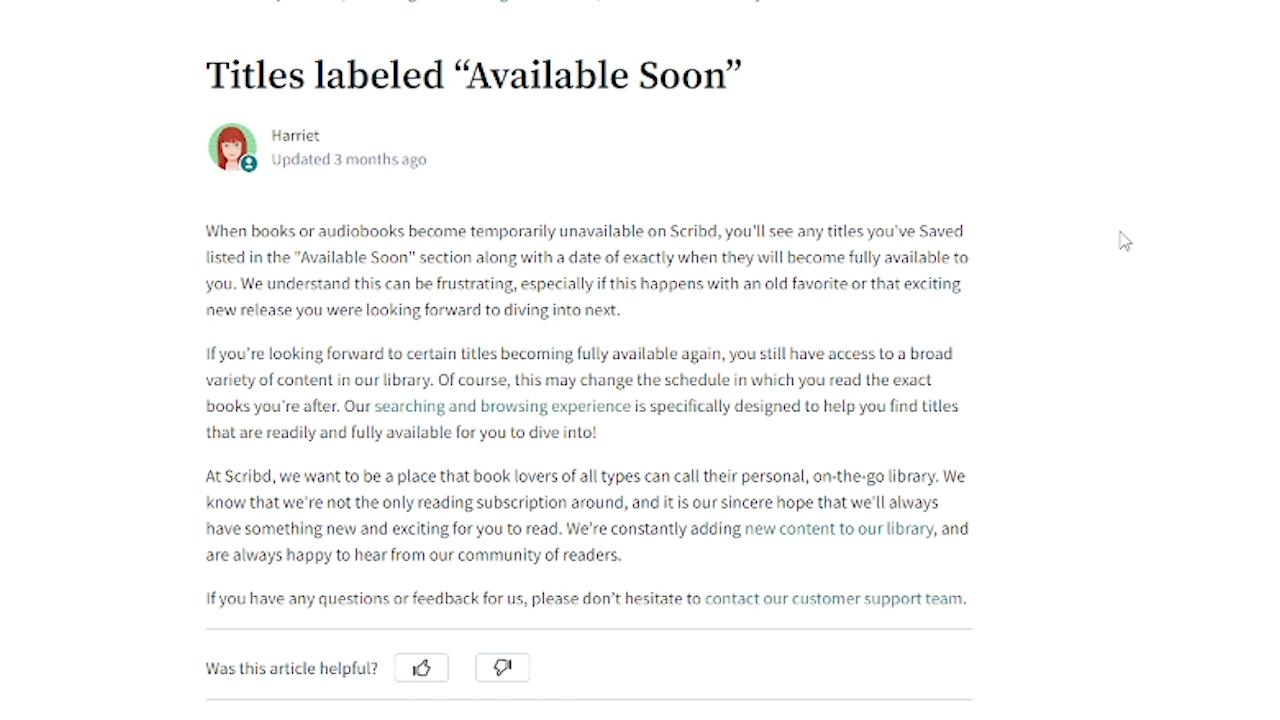 Titles labeled “Available Soon”
Harriet
Updated 3 months ago
When books or audiobooks become temporarily unavailable on Scribd, you’ll see any titles you’ve Saved
listed in the "Available Soon" section along with a date of exactly when they will become fully available to
you. We understand this can be frustrating, especially if this happens with an old favorite or that exciting
new release you were looking forward to diving into next.
If you’re looking forward to certain titles becoming fully available again, you still have access to a broad
variety of content in our library. Of course, this may change the schedule in which you read the exact
books you’re after. Our searching and browsing experience is specifically designed to help you find titles
that are readily and fully available for you to dive into!
At Scribd, we want to be a place that book lovers of all types can call their personal, on-the-go library. We
know that we’re not the only reading subscription around, and it is our sincere hope that we’ll always
have something new and exciting for you to read. We’re constantly adding new content to our library, and
are always happy to hear from our community of readers.
If you have any questions or feedback for us, please don’t hesitate to contact our customer support team.
Was this article helpful?